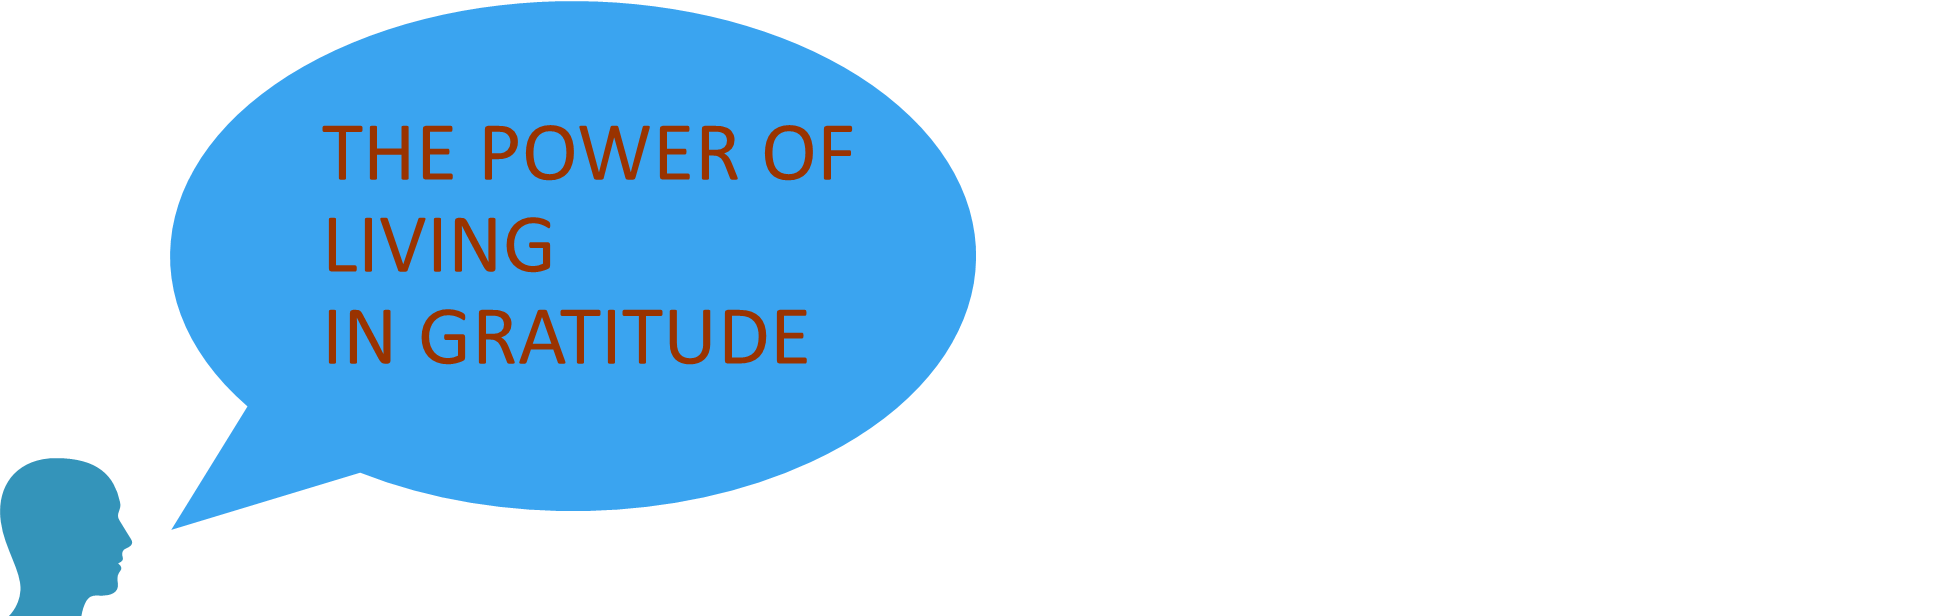 THE POWER OF
LIVING
IN GRATITUDE